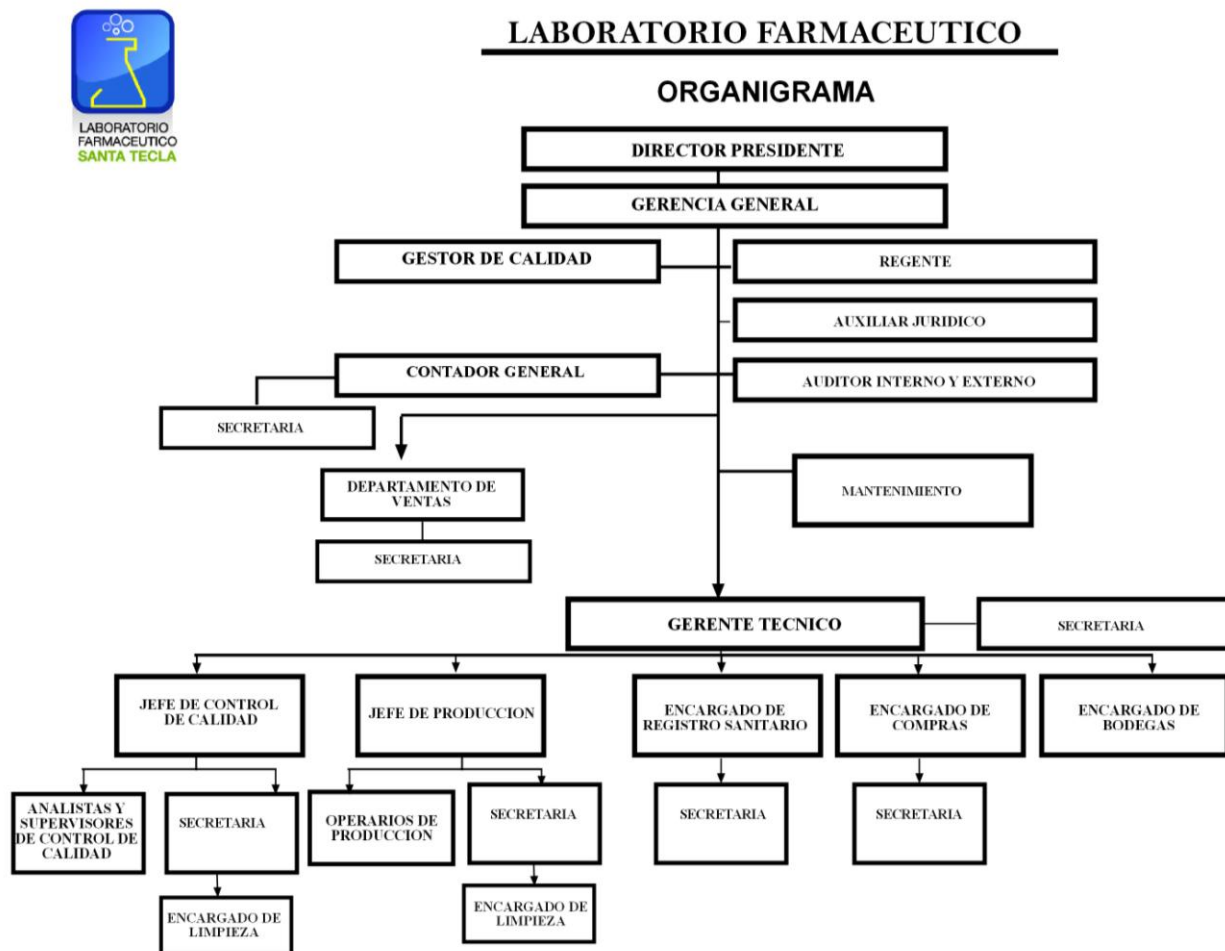 LABORATORIO FARMACEUTICO
LABORATORIO
FARMACEUTICO
SANTA TECLA
ORGANIGRAMA
DIRECTOR PRESIDENTE
GERENCIA GENERAL
GESTOR DE CALIDAD
REGENTE
AUXILIAR JURIDICO
CONTADOR GENERAL
AUDITOR INTERNO Y EXTERNO
SECRETARIA
DEPARTAMENTO DE
VENTAS
MANTENIMIENTO
SECRETARIA
GERENTE TECNICO
SECRETARIA
JEFE DE CONTROL
DE CALIDAD
JEFE DE PRODUCCION
ENCARGADO DE
REGISTRO SANITARIO
ENCARGADO DE
COMPRAS
ENCARGADO DE
BODEGAS
ANALISTAS Y
SUPERVISORES
DE CONTROL DE
CALIDAD
SECRETARIA
OPERARIOS DE
PRODUCCION
SECRETARIA
SECRETARIA
SECRETARIA
ENCARGADO DE
LIMPIEZA
ENCARGADO DE
LIMPIEZA